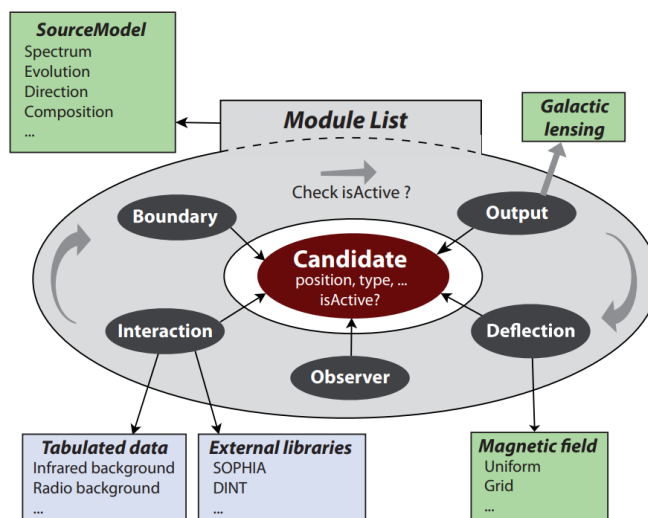 SourceModel
Spectrum
Evolution
Direction
Composition
...
Module List
Galactic
lensing
Check isActive ?
Boundary
Output
Candidate
position, type, ...
isActive?
Interaction
Deflection
Observer
Tabulated data
Infrared background
Radio background
...
External libraries
SOPHIA
DINT
...
Magnetic field
Uniform
Grid
...